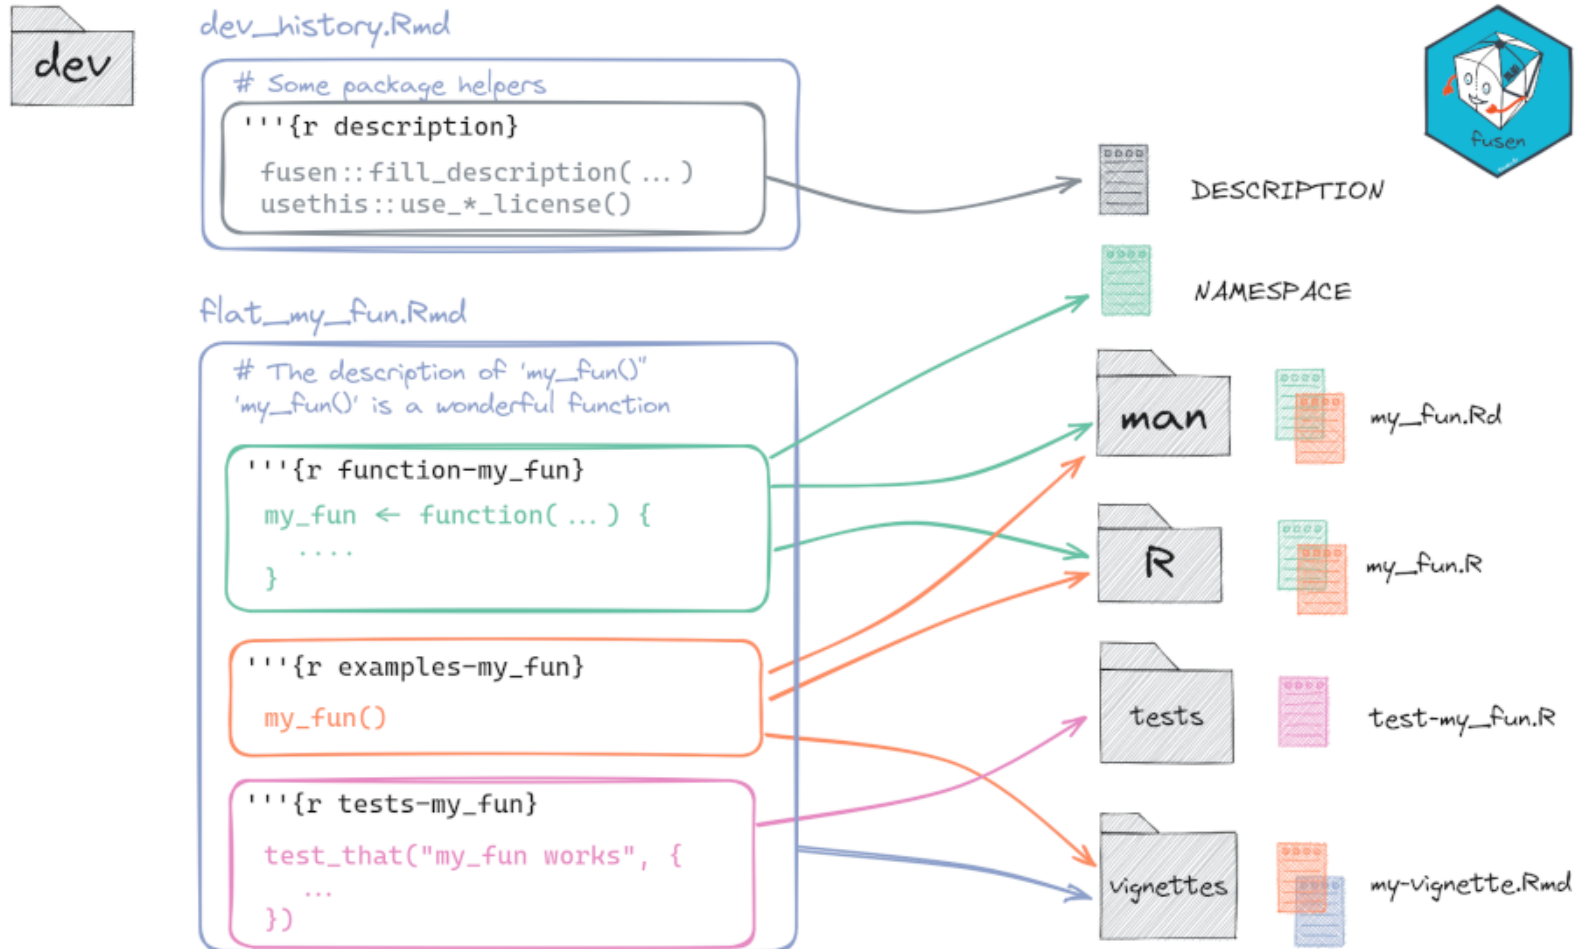 dev
dev_history.Rmd
# Some package helpers
'''{r description}
fusen::fill_description(...)
usethis::use_*_license()
flat_my_fun.Rmd
# The description of 'my_fun()"
'my_fun()' is a wonderful function
'''{r function-my_fun}
my_fun ← function(...) {
....
}
'''{r examples-my_fun}
my_fun()
'''{r tests-my_fun}
test_that("my_fun works", {
...
})
fusen
DESCRIPTION
NAMESPACE
man
my_fun.Rd
R
my_fun.R
tests
test-my_fun.R
vignettes
my-vignette.Rmd